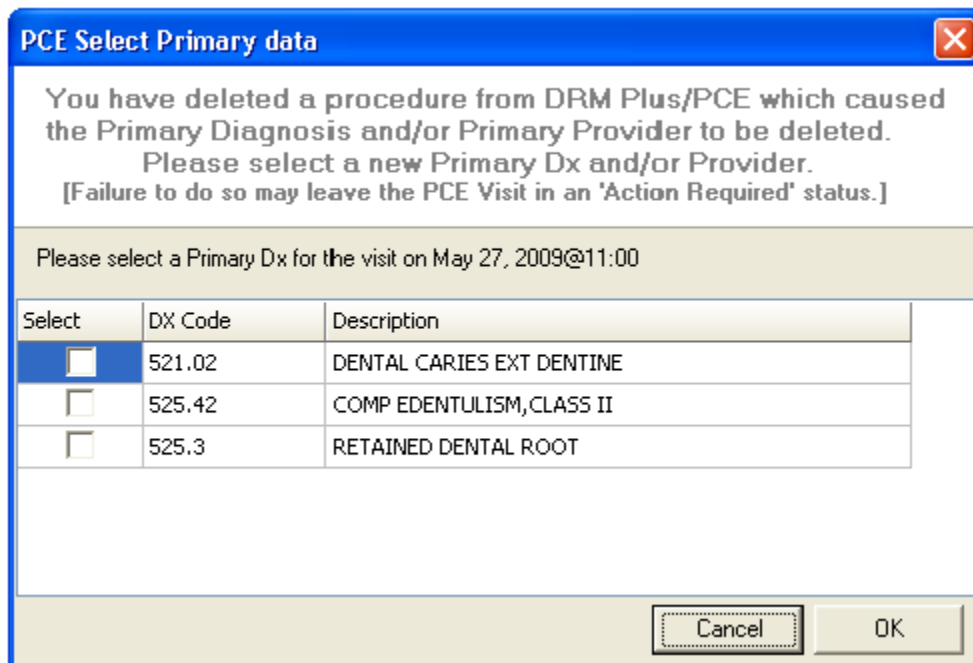 PCE Select Primary data
You have deleted a procedure from DRM Plus/PCE which caused
the Primary Diagnosis and/or Primary Provider to be deleted.
Please select a new Primary Dx and/or Provider.
[Failure to do so may leave the PCE Visit in an 'Action Required' status.]
Please select a Primary Dx for the visit on May 27, 2009@11:00
Select DX Code Description
521.02 DENTAL CARIES EXT DENTINE
525.42 COMP EDENTULISM,CLASS II
525.3 RETAINED DENTAL ROOT
Cancel OK